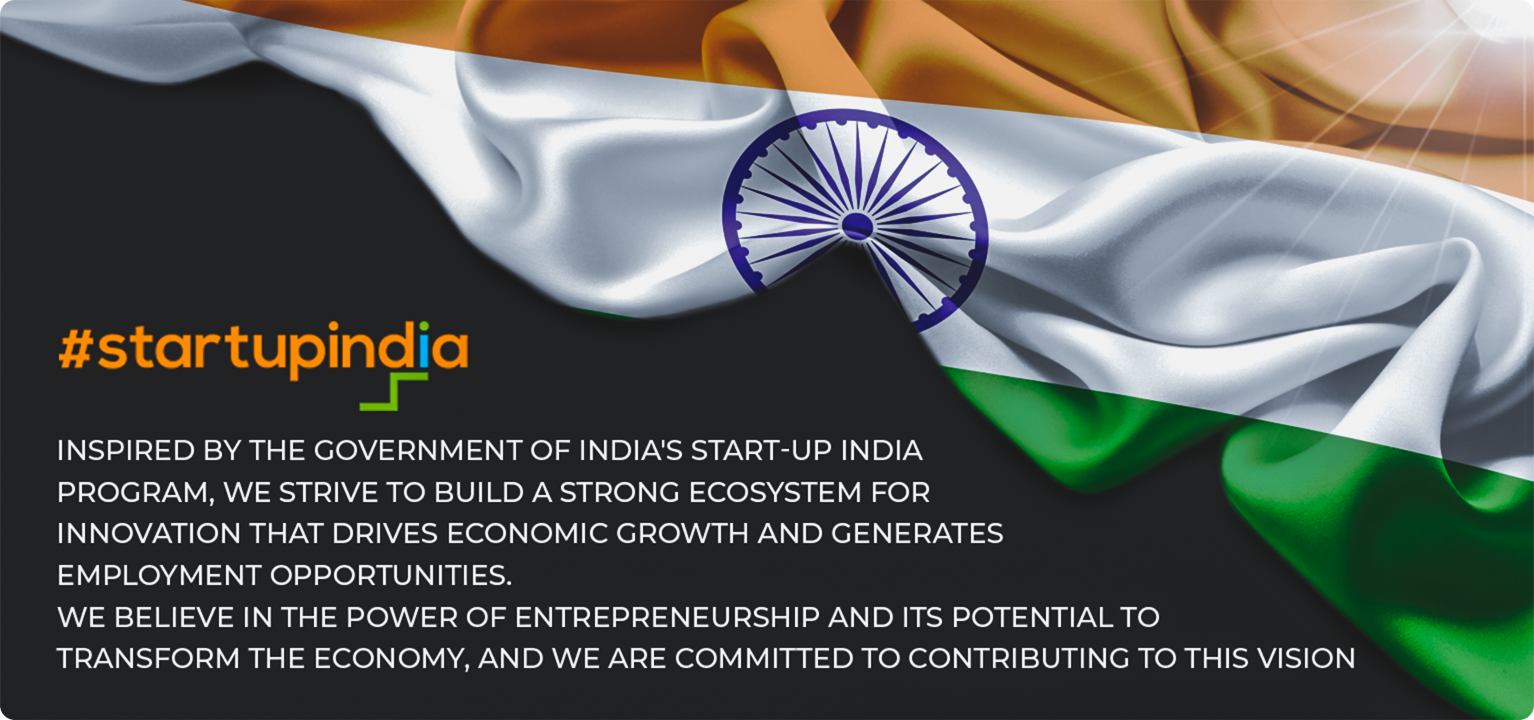 #startupindia
INSPIRED BY THE GOVERNMENT OF INDIA'S START-UP INDIA
PROGRAM, WE STRIVE TO BUILD A STRONG ECOSYSTEM FOR
INNOVATION THAT DRIVES ECONOMIC GROWTH AND GENERATES
EMPLOYMENT OPPORTUNITIES.
WE BELIEVE IN THE POWER OF ENTREPRENEURSHIP AND ITS POTENTIAL TO
TRANSFORM THE ECONOMY, AND WE ARE COMMITTED TO CONTRIBUTING TO THIS VISION